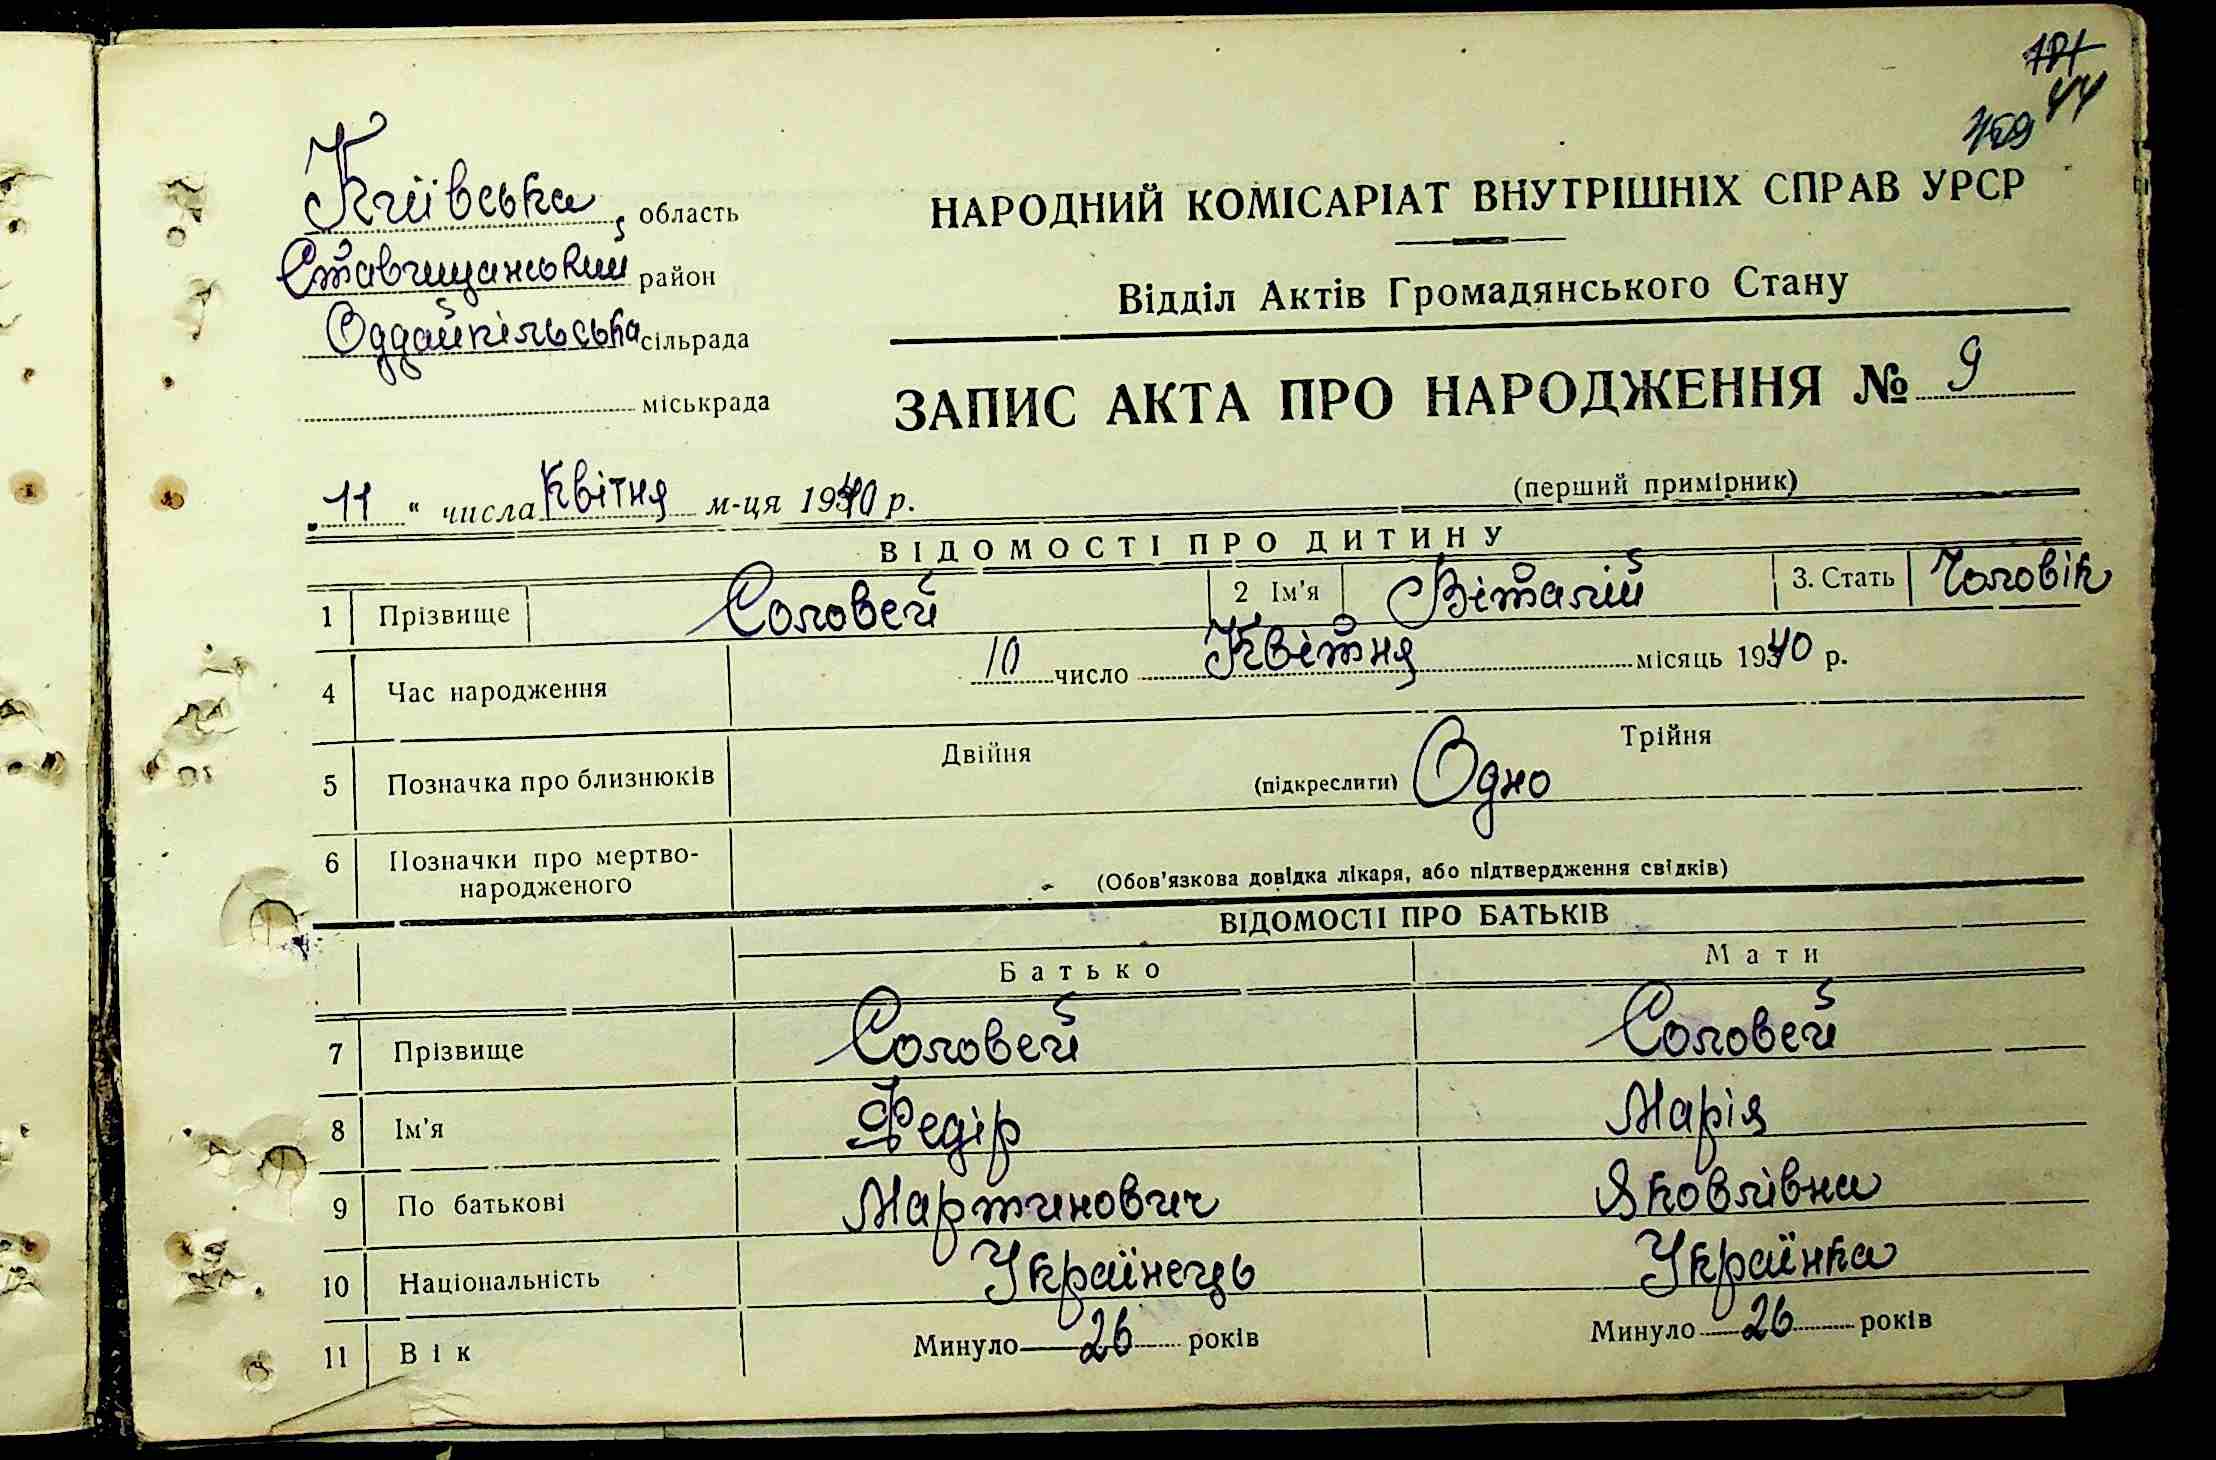 44
Київська область
Ставищанський район
Оддайпільська сільрада
міськрада
НАРОДНИЙ КОМІСАРІАТ ВНУТРІШНІХ СПРАВ УРСР
Відділ Актів Громадянського Стану
ЗАПИС АКТА ПРО НАРОДЖЕННЯ № 9
(перший примірник)
„11“ числа Квітня м-ця 1940 р.
ВІДОМОСТІ ПРО ДИТИНУ
1 Прізвище Соловей 2 Ім'я Віталій 3. Стать Чоловік
4 Час народження 10 число Квітня місяць 1940 р.
5 Позначка про близнюків Двійня (підкреслити) Одно Трійня
6 Позначки про мертво-
народженого (Обов'язкова довідка лікаря, або підтвердження свідків)
ВІДОМОСТІ ПРО БАТЬКІВ
Батько Мати
7 Прізвище Соловей Соловей
8 Ім'я Федір Марія
9 По батькові Мартинович Яковлівна
10 Національність Українець Українка
11 Вік Минуло 26 років Минуло 26 років